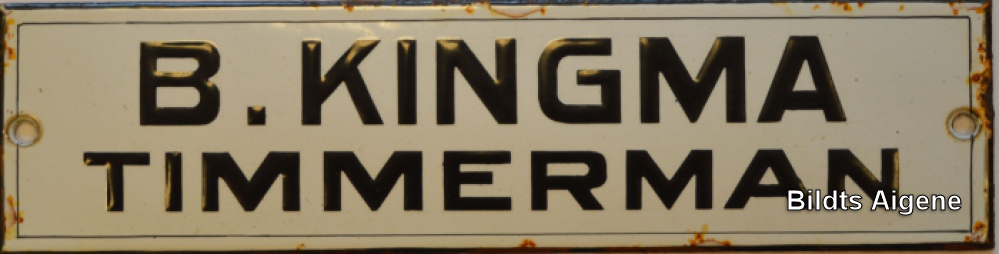 B. KINGMA
TIMMERMAN
Bildts Aigene